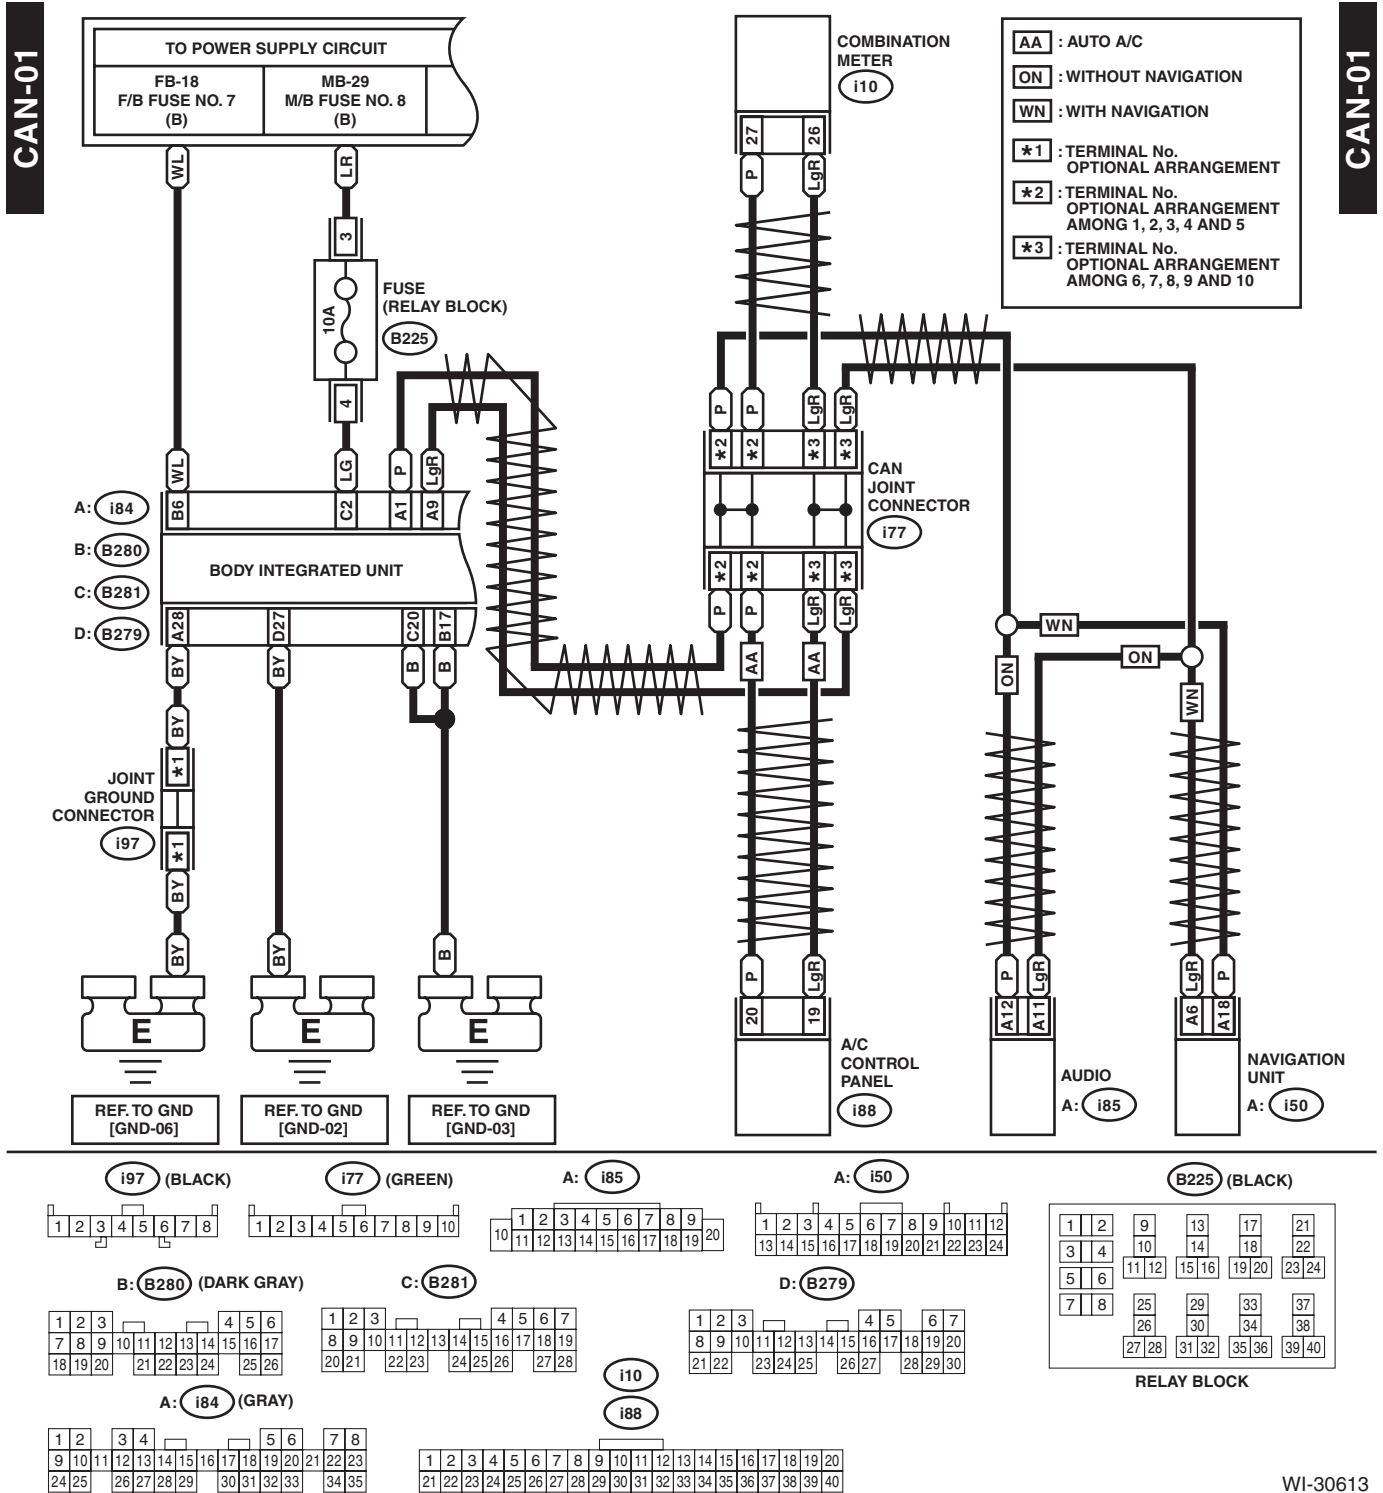 CAN-01
CAN-01
TO POWER SUPPLY CIRCUIT
FB-18
F/B FUSE NO. 7
(B)
MB-29
M/B FUSE NO. 8
(B)
COMBINATION
METER
i10
AA : AUTO A/C
ON : WITHOUT NAVIGATION
WN : WITH NAVIGATION
*1 : TERMINAL No.
OPTIONAL ARRANGEMENT
*2 : TERMINAL No.
OPTIONAL ARRANGEMENT
AMONG 1, 2, 3, 4 AND 5
*3 : TERMINAL No.
OPTIONAL ARRANGEMENT
AMONG 6, 7, 8, 9 AND 10
WL LR
27 26
P LgR
3
10A
FUSE
(RELAY BLOCK)
B225
4
P P LgR LgR
*2 *2 *3 *3
WL LG P LgR
CAN
JOINT
CONNECTOR
i77
A: i84
B6 C2 A1 A9
B: B280
BODY INTEGRATED UNIT
C: B281
*2 *2 *3 *3
D: B279
A28 D27 C20 B17
P P LgR LgR
BY BY B B
AA AA
WN
ON
ON
WN
BY
*1
JOINT
GROUND
CONNECTOR
i97
*1
BY
BY BY B
P LgR
P LgR
LgR P
20 19
A12 A11
A6 A18
E E E
A/C
CONTROL
PANEL
i88
AUDIO
A: i85
NAVIGATION
UNIT
A: i50
REF. TO GND
[GND-06]
REF. TO GND
[GND-02]
REF. TO GND
[GND-03]
i97 (BLACK)
1 2 3 4 5 6 7 8
i77 (GREEN)
1 2 3 4 5 6 7 8 9 10
A: i85
1 2 3 4 5 6 7 8 9
10 11 12 13 14 15 16 17 18 19 20
A: i50
1 2 3 4 5 6 7 8 9 10 11 12
13 14 15 16 17 18 19 20 21 22 23 24
B225 (BLACK)
1 2 9 13 17 21
3 4 10 14 18 22
5 6 11 12 15 16 19 20 23 24
7 8 25 29 33 37
26 30 34 38
27 28 31 32 35 36 39 40
RELAY BLOCK
B: B280 (DARK GRAY)
1 2 3 4 5 6
7 8 9 10 11 12 13 14 15 16 17
18 19 20 21 22 23 24 25 26
C: B281
1 2 3 4 5 6 7
8 9 10 11 12 13 14 15 16 17 18 19
20 21 22 23 24 25 26 27 28
D: B279
1 2 3 4 5 6 7
8 9 10 11 12 13 14 15 16 17 18 19 20
21 22 23 24 25 26 27 28 29 30
A: i84 (GRAY)
1 2 3 4 5 6 7 8
9 10 11 12 13 14 15 16 17 18 19 20 21 22 23
24 25 26 27 28 29 30 31 32 33 34 35
i10
i88
1 2 3 4 5 6 7 8 9 10 11 12 13 14 15 16 17 18 19 20
21 22 23 24 25 26 27 28 29 30 31 32 33 34 35 36 37 38 39 40
WI-30613